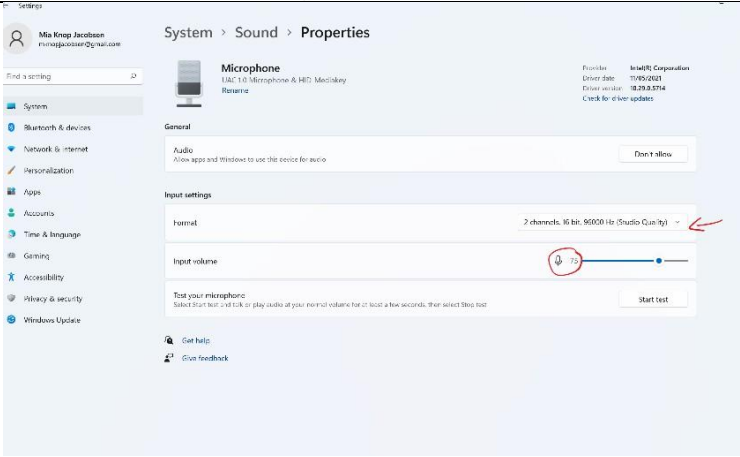 Settings
Mia Knop Jacobsen
System > Sound > Properties
Find a setting
System
Bluetooth & devices
Network & internet
Personalization
Apps
Accounts
Time & language
Gaming
Accessibility
Privacy & security
Windows Update
Microphone
UAC 1.0 Microphone & HID-Mediakey
Rename
Provider Intel(R) Corporation
Driver date 11/05/2021
Driver version 10.29.0.5714
Check for driver updates
General
Audio
Allow apps and Windows to use this device for audio
Don't allow
Input settings
Format
2 channels, 16 bit, 96000 Hz (Studio Quality)
Input volume
75
Test your microphone
Select Start test and talk or play audio at your normal volume for at least a few seconds, then select Stop test
Start test
Get help
Give feedback